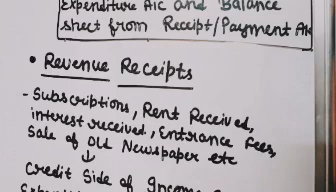 Expenditure A/c and Balance
sheet from Receipt/Payment A/c
• Revenue Receipts
- Subscriptions, Rent Received,
interest received, Entrance Fees,
Sale of Old Newspaper etc
↓
Credit Side of Income